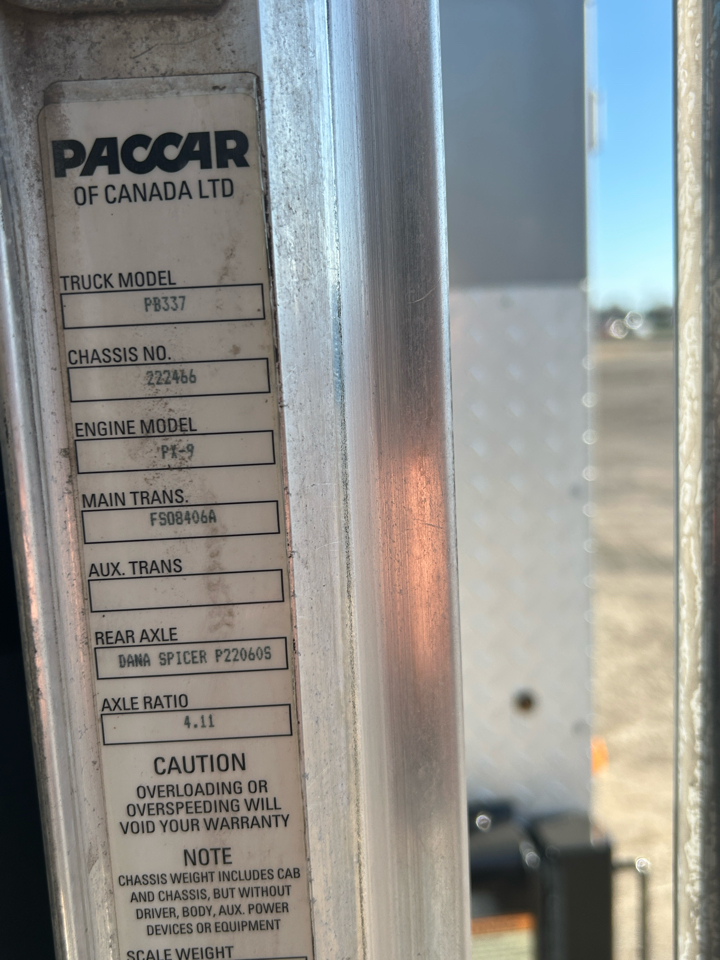 PACCAR
OF CANADA LTD
TRUCK MODEL
PB337
CHASSIS NO.
222466
ENGINE MODEL
PX-9
MAIN TRANS.
FSO8406A
AUX. TRANS
REAR AXLE
DANA SPICER P22060S
AXLE RATIO
4.11
CAUTION
OVERLOADING OR
OVERSPEEDING WILL
VOID YOUR WARRANTY
NOTE
CHASSIS WEIGHT INCLUDES CAB
AND CHASSIS, BUT WITHOUT
DRIVER, BODY, AUX. POWER
DEVICES OR EQUIPMENT
SCALE WEIGHT